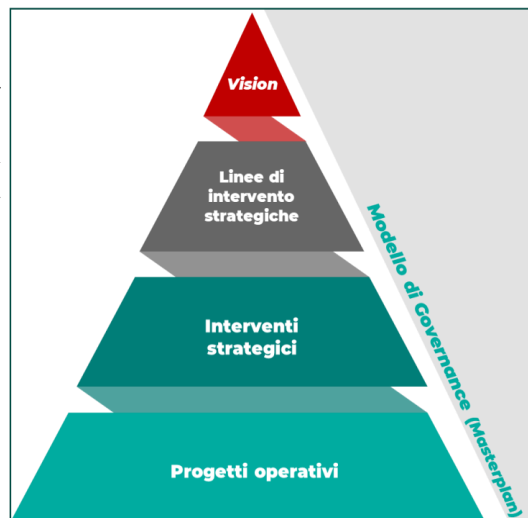 Vision
Linee di
intervento
strategiche
Interventi
strategici
Progetti operativi
Modello di Governance (Masterplan)